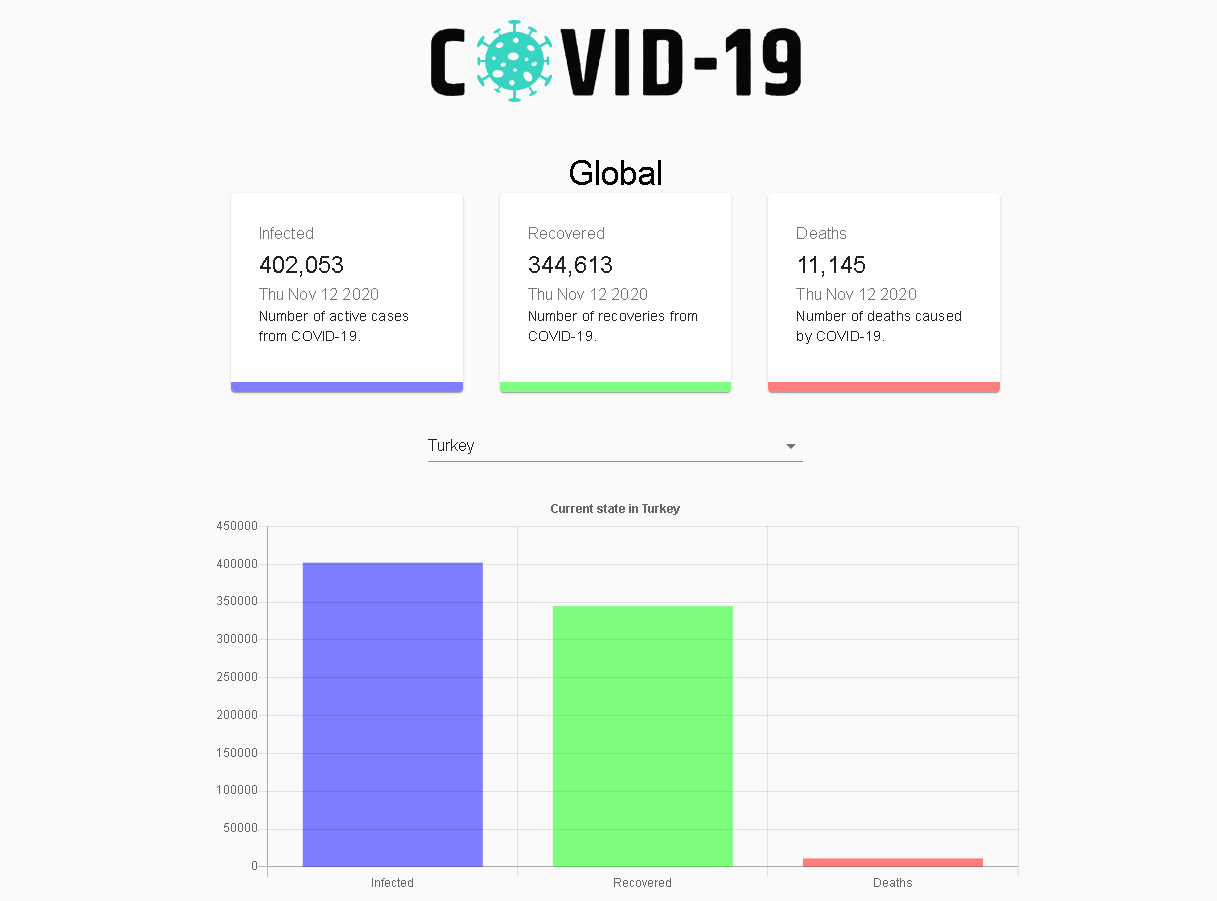 COVID-19
Global
Infected
402,053
Thu Nov 12 2020
Number of active cases
from COVID-19.
Recovered
344,613
Thu Nov 12 2020
Number of recoveries from
COVID-19.
Deaths
11,145
Thu Nov 12 2020
Number of deaths caused
by COVID-19.
Turkey
Current state in Turkey
450000
400000
350000
300000
250000
200000
150000
100000
50000
0
Infected
Recovered
Deaths